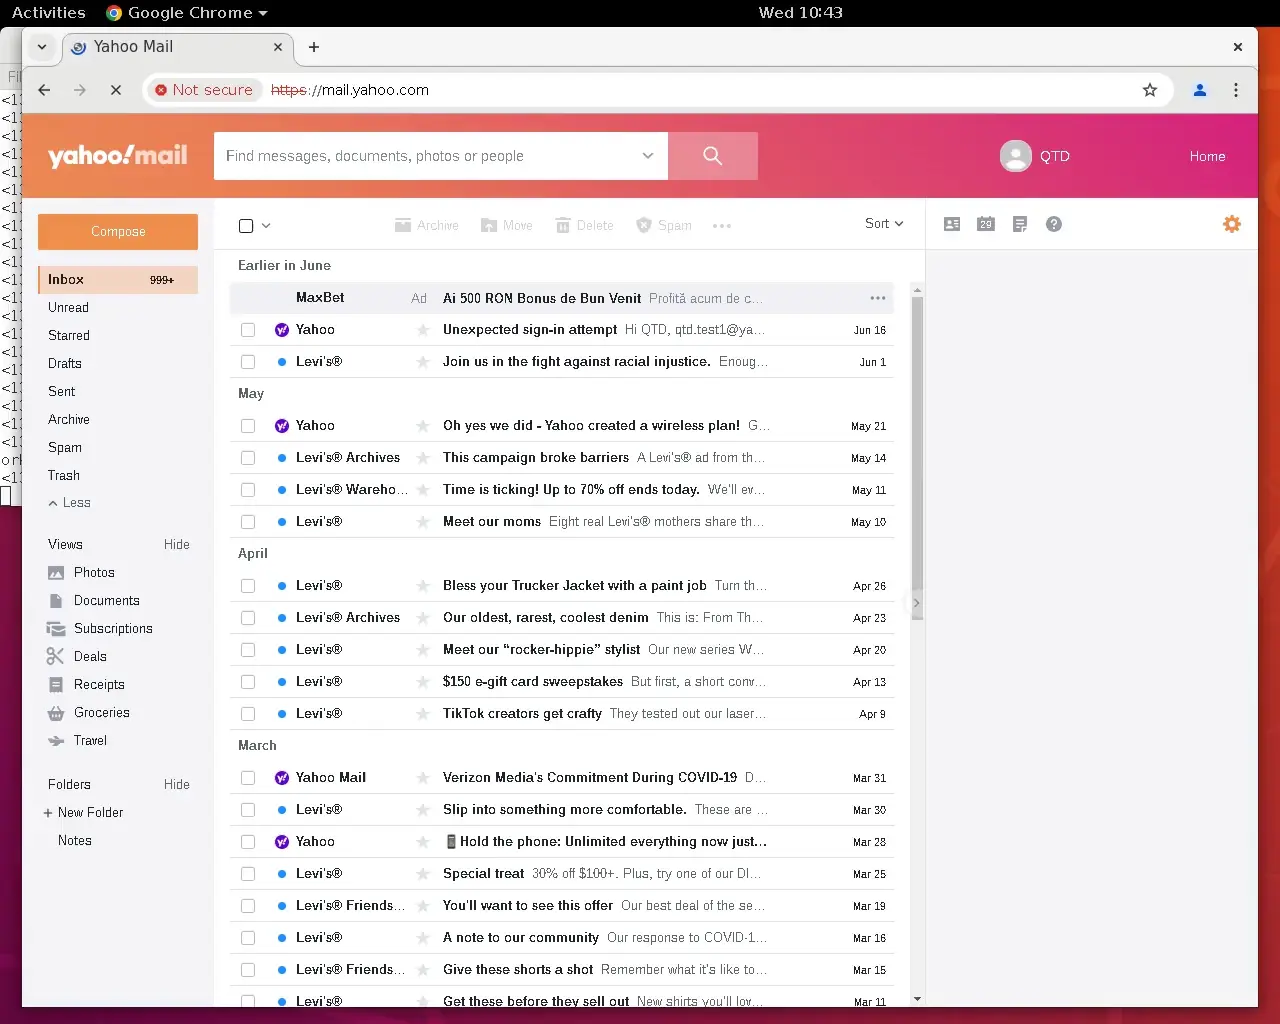 Activities Google Chrome Wed 10:43
Yahoo Mail
Not secure https://mail.yahoo.com
yahoo!mail Find messages, documents, photos or people QTD Home
Compose
Archive Move Delete Spam Sort 29
Inbox 999+
Unread
Starred
Drafts
Sent
Archive
Spam
Trash
Less
Views Hide
Photos
Documents
Subscriptions
Deals
Receipts
Groceries
Travel
Folders Hide
+ New Folder
Notes
Earlier in June
MaxBet Ad Ai 500 RON Bonus de Bun Venit Profită acum de c...
Yahoo Unexpected sign-in attempt Hi QTD, qtd.test1@ya... Jun 16
Levi's® Join us in the fight against racial injustice. Enoug... Jun 1
May
Yahoo Oh yes we did - Yahoo created a wireless plan! G... May 21
Levi's® Archives This campaign broke barriers A Levi's® ad from th... May 14
Levi's® Wareho... Time is ticking! Up to 70% off ends today. We'll ev... May 11
Levi's® Meet our moms Eight real Levi's® mothers share th... May 10
April
Levi's® Bless your Trucker Jacket with a paint job Turn th... Apr 26
Levi's® Archives Our oldest, rarest, coolest denim This is: From Th... Apr 23
Levi's® Meet our “rocker-hippie” stylist Our new series W... Apr 20
Levi's® $150 e-gift card sweepstakes But first, a short conv... Apr 13
Levi's® TikTok creators get crafty They tested out our laser... Apr 9
March
Yahoo Mail Verizon Media's Commitment During COVID-19 D... Mar 31
Levi's® Slip into something more comfortable. These are ... Mar 30
Yahoo Hold the phone: Unlimited everything now just... Mar 28
Levi's® Special treat 30% off $100+. Plus, try one of our DI... Mar 25
Levi's® Friends... You'll want to see this offer Our best deal of the se... Mar 19
Levi's® A note to our community Our response to COVID-1... Mar 16
Levi's® Friends... Give these shorts a shot Remember what it's like to... Mar 15
Levi's® Get these before they sell out New shirts you'll lov... Mar 11